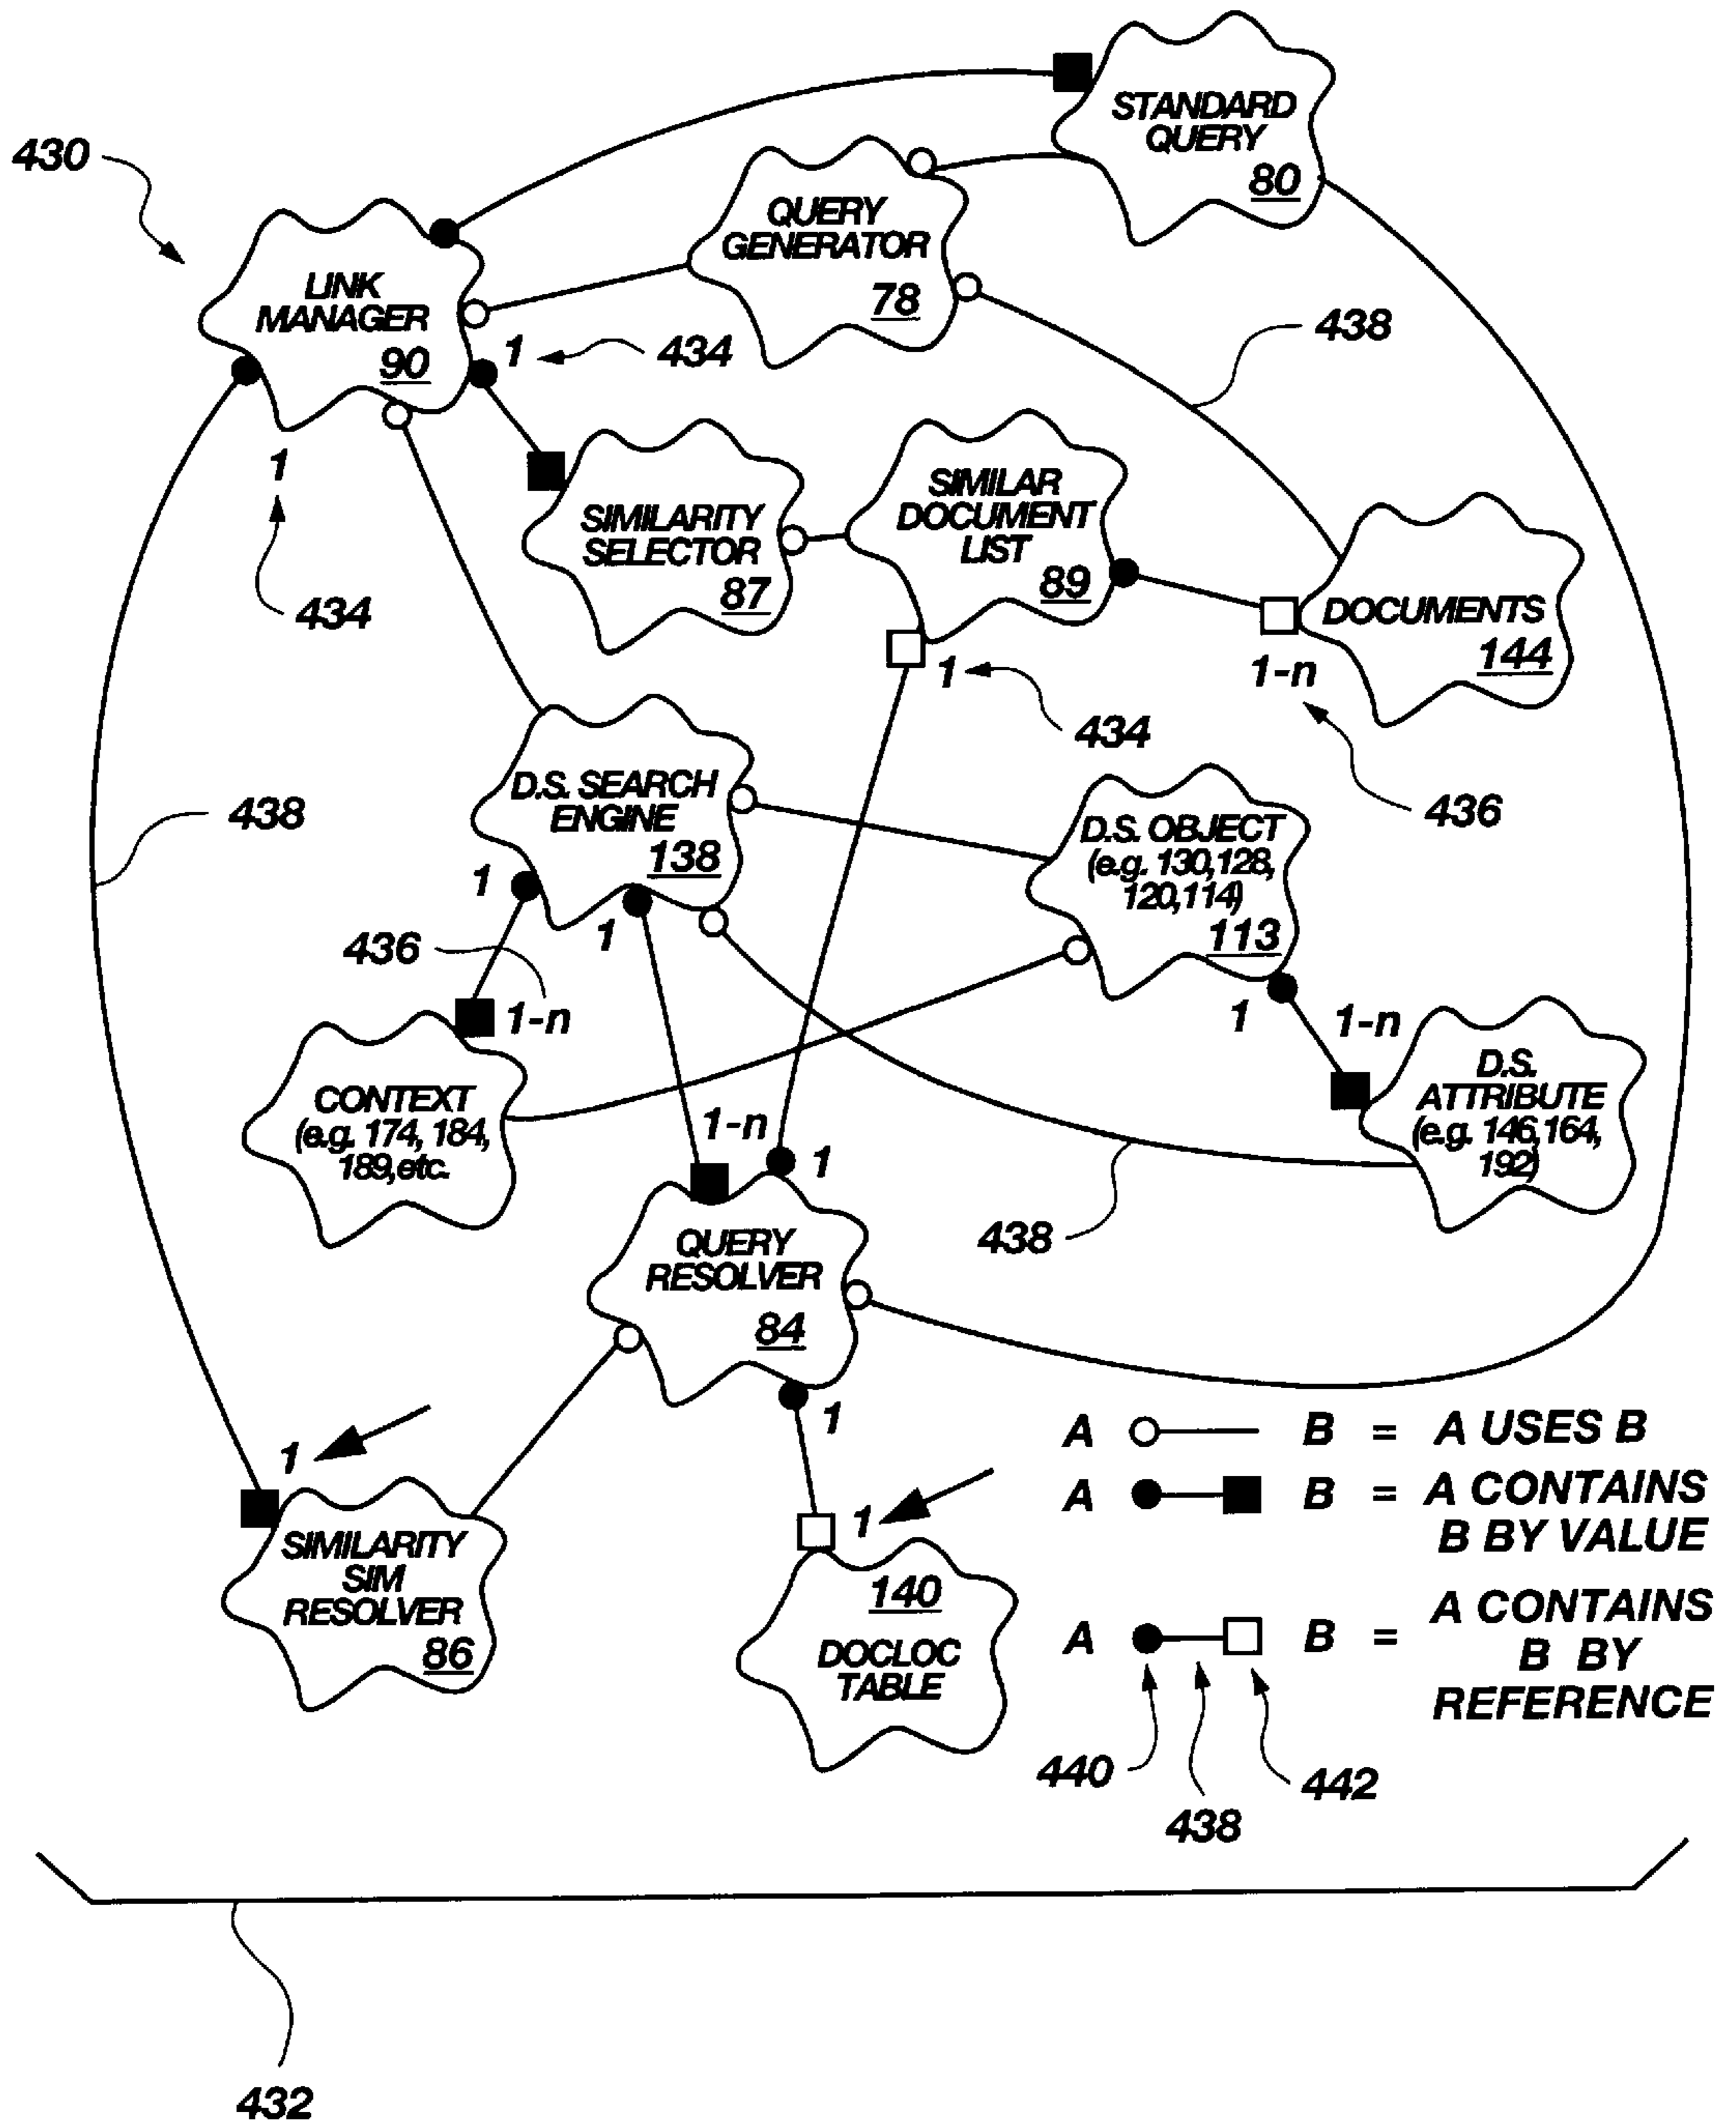 STANDARD
QUERY
80
430
QUERY
GENERATOR
78
LINK
MANAGER
90
1
434
438
1
434
SIMILARITY
SELECTOR
87
SIMILAR
DOCUMENT
LIST
89
DOCUMENTS
144
1-n
436
1
434
438
D.S. SEARCH
ENGINE
138
1
1
436
1-n
D.S. OBJECT
(e.g. 130,128,
120,114)
113
1
1-n
CONTEXT
(e.g. 174, 184,
189,etc.
D.S.
ATTRIBUTE
(e.g. 146,164,
192)
1-n
1
438
QUERY
RESOLVER
84
1
1
SIMILARITY
SIM
RESOLVER
86
1
140
DOCLOC
TABLE
A B = A USES B
A B = A CONTAINS
B BY VALUE
A B = A CONTAINS
B BY
REFERENCE
440
438
442
432